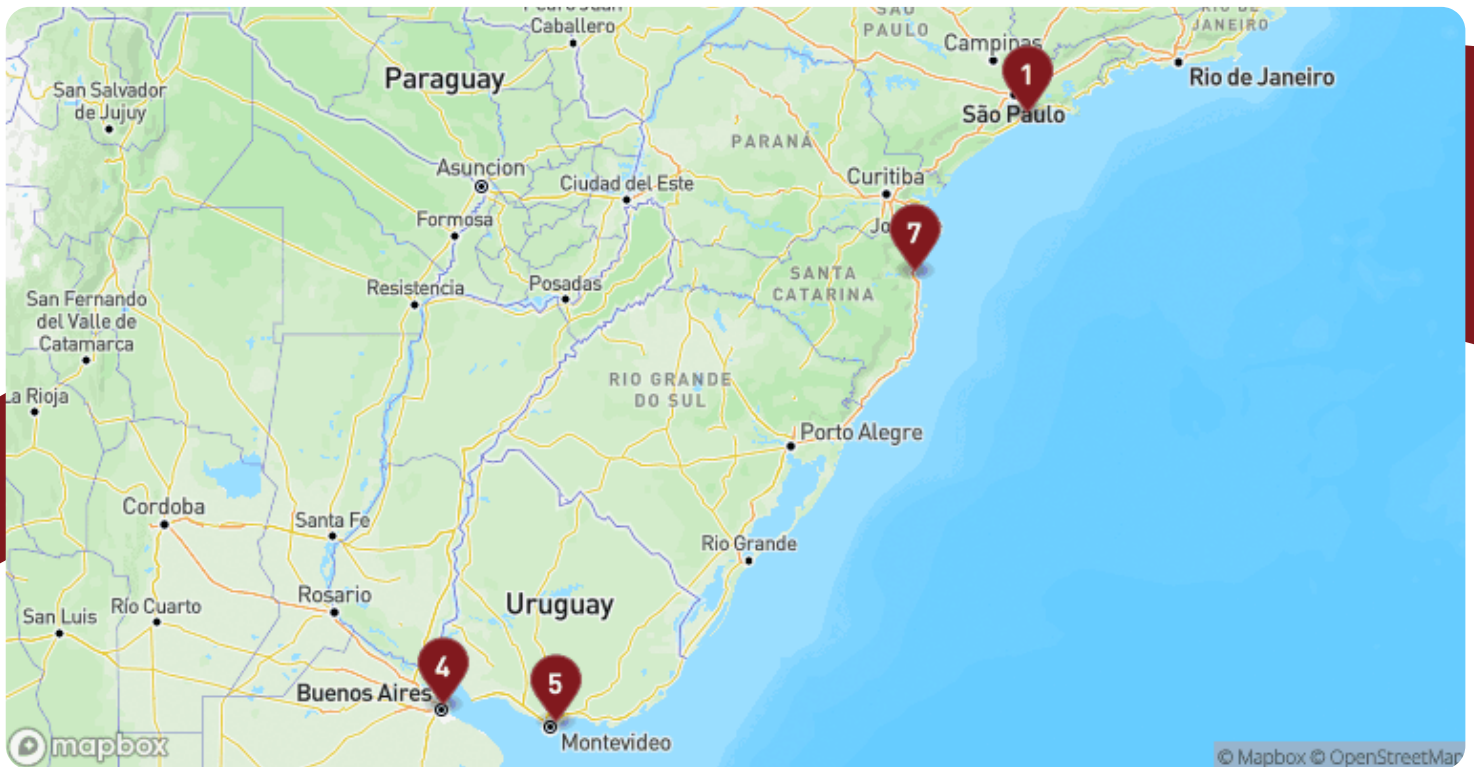 Caballero
SÃO
PAULO
RIO DE
JANEIRO
Campinas
1
Rio de Janeiro
São Paulo
Paraguay
San Salvador
de Jujuy
PARANÁ
Asuncion
Ciudad del Este
Curitiba
Formosa
7
SANTA
CATARINA
Resistencia
Posadas
San Fernando
del Valle de
Catamarca
RIO GRANDE
DO SUL
La Rioja
Porto Alegre
Cordoba
Santa Fe
Rio Grande
Rosario
Uruguay
San Luis
Río Cuarto
4
5
Buenos Aires
Montevideo
mapbox
© Mapbox © OpenStreetMap